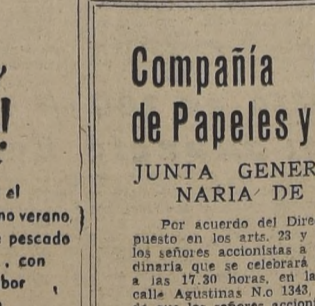 !
el
no verano,
pescado
, con
bor
Compañía
de Papeles y
JUNTA GENER
NARIA DE
Por acuerdo del Dire
puesto en los arts. 23 y
los señores accionistas a
dinaria que se celebrará
a las 17.30 horas, en la
calle Agustinas N.o 1343,